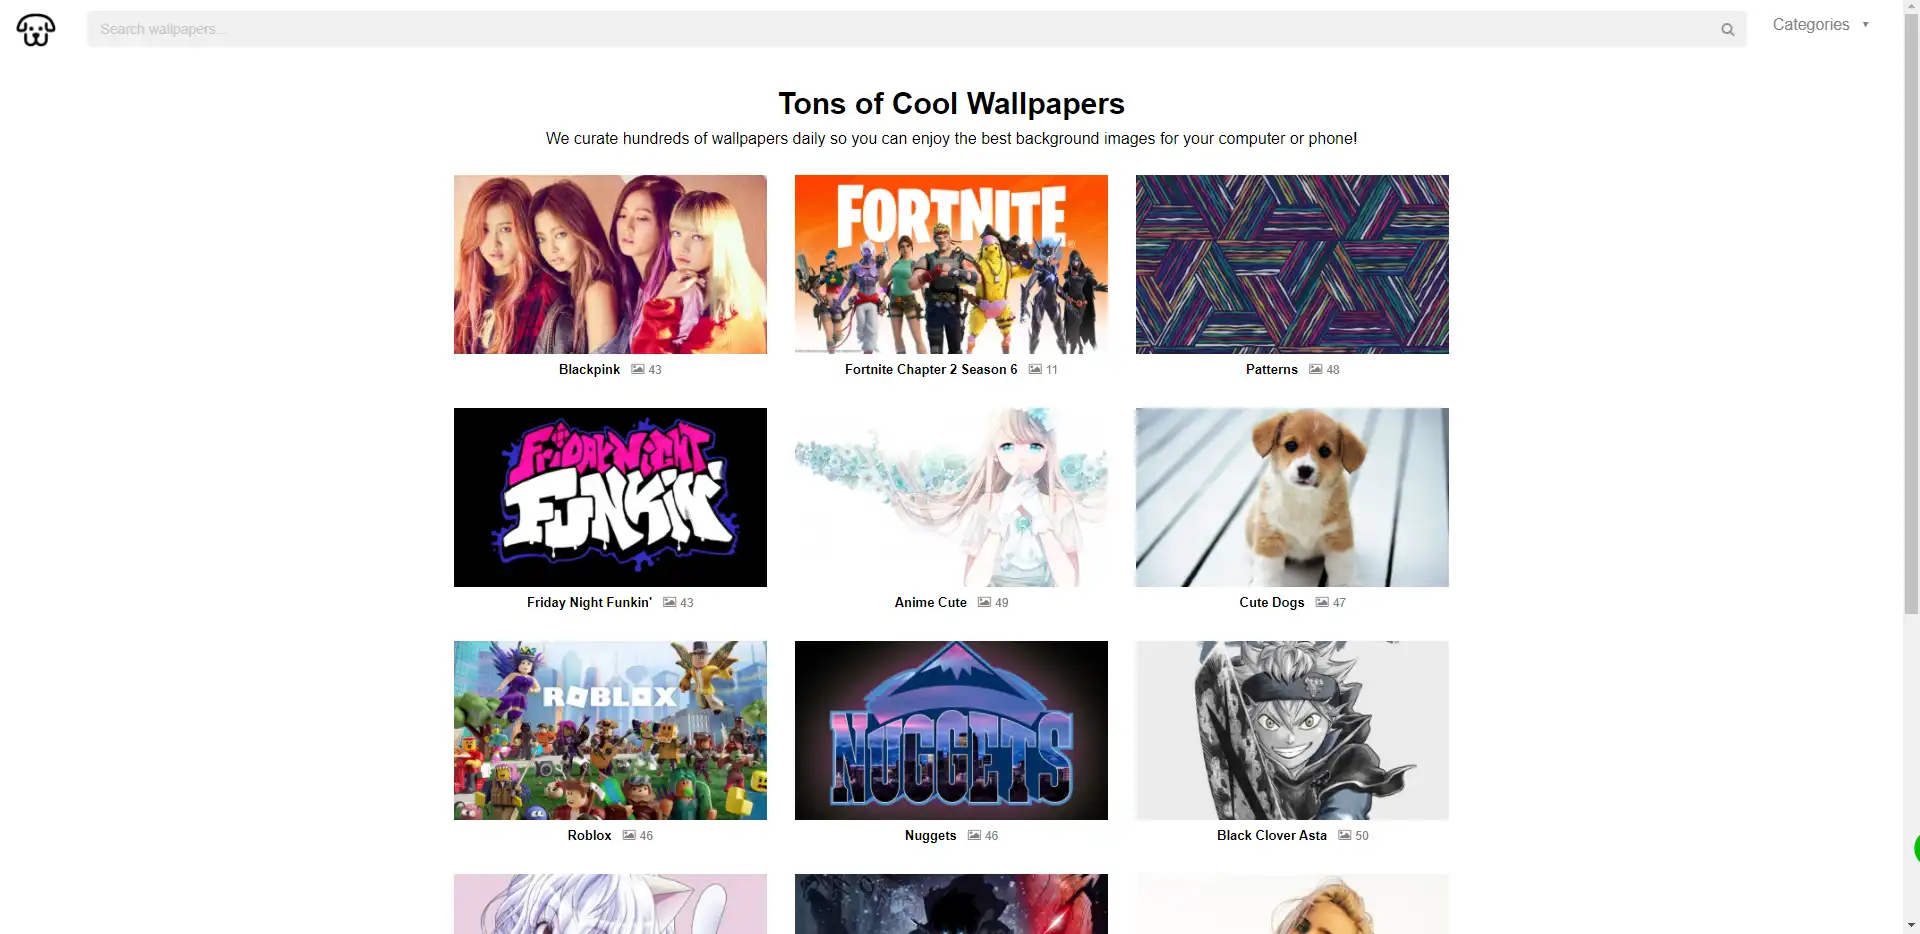 Search wallpapers...
Categories
Tons of Cool Wallpapers
We curate hundreds of wallpapers daily so you can enjoy the best background images for your computer or phone!
FORTNITE
Blackpink 43
Fortnite Chapter 2 Season 6 11
Patterns 48
FRIDAY NIGHT
FUNKIN'
Friday Night Funkin' 43
Anime Cute 49
Cute Dogs 47
ROBLOX
NUGGETS
Roblox 46
Nuggets 46
Black Clover Asta 50